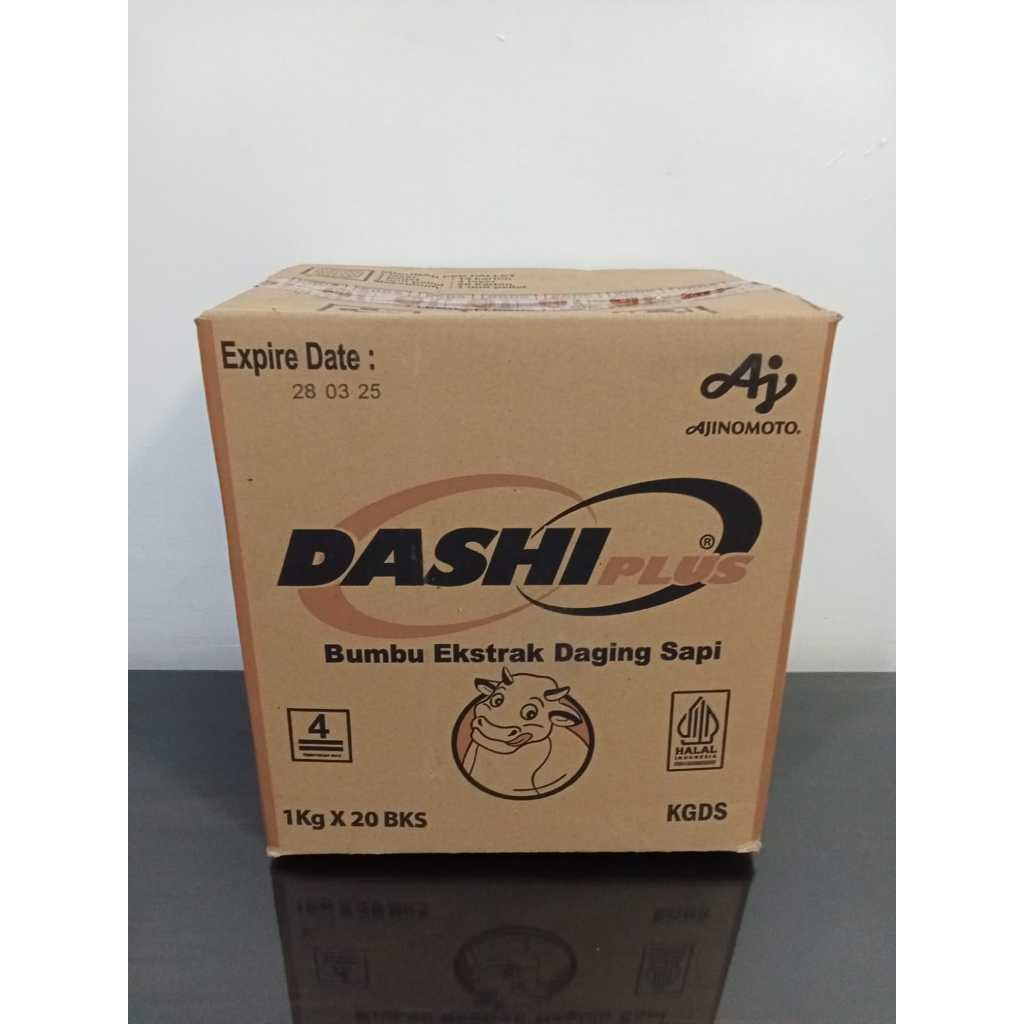 Expire Date :
28 03 25
Aj
AJINOMOTO®
DASHI PLUS®
Bumbu Ekstrak Daging Sapi
4
HALAL
INDONESIA
1Kg X 20 BKS
KGDS